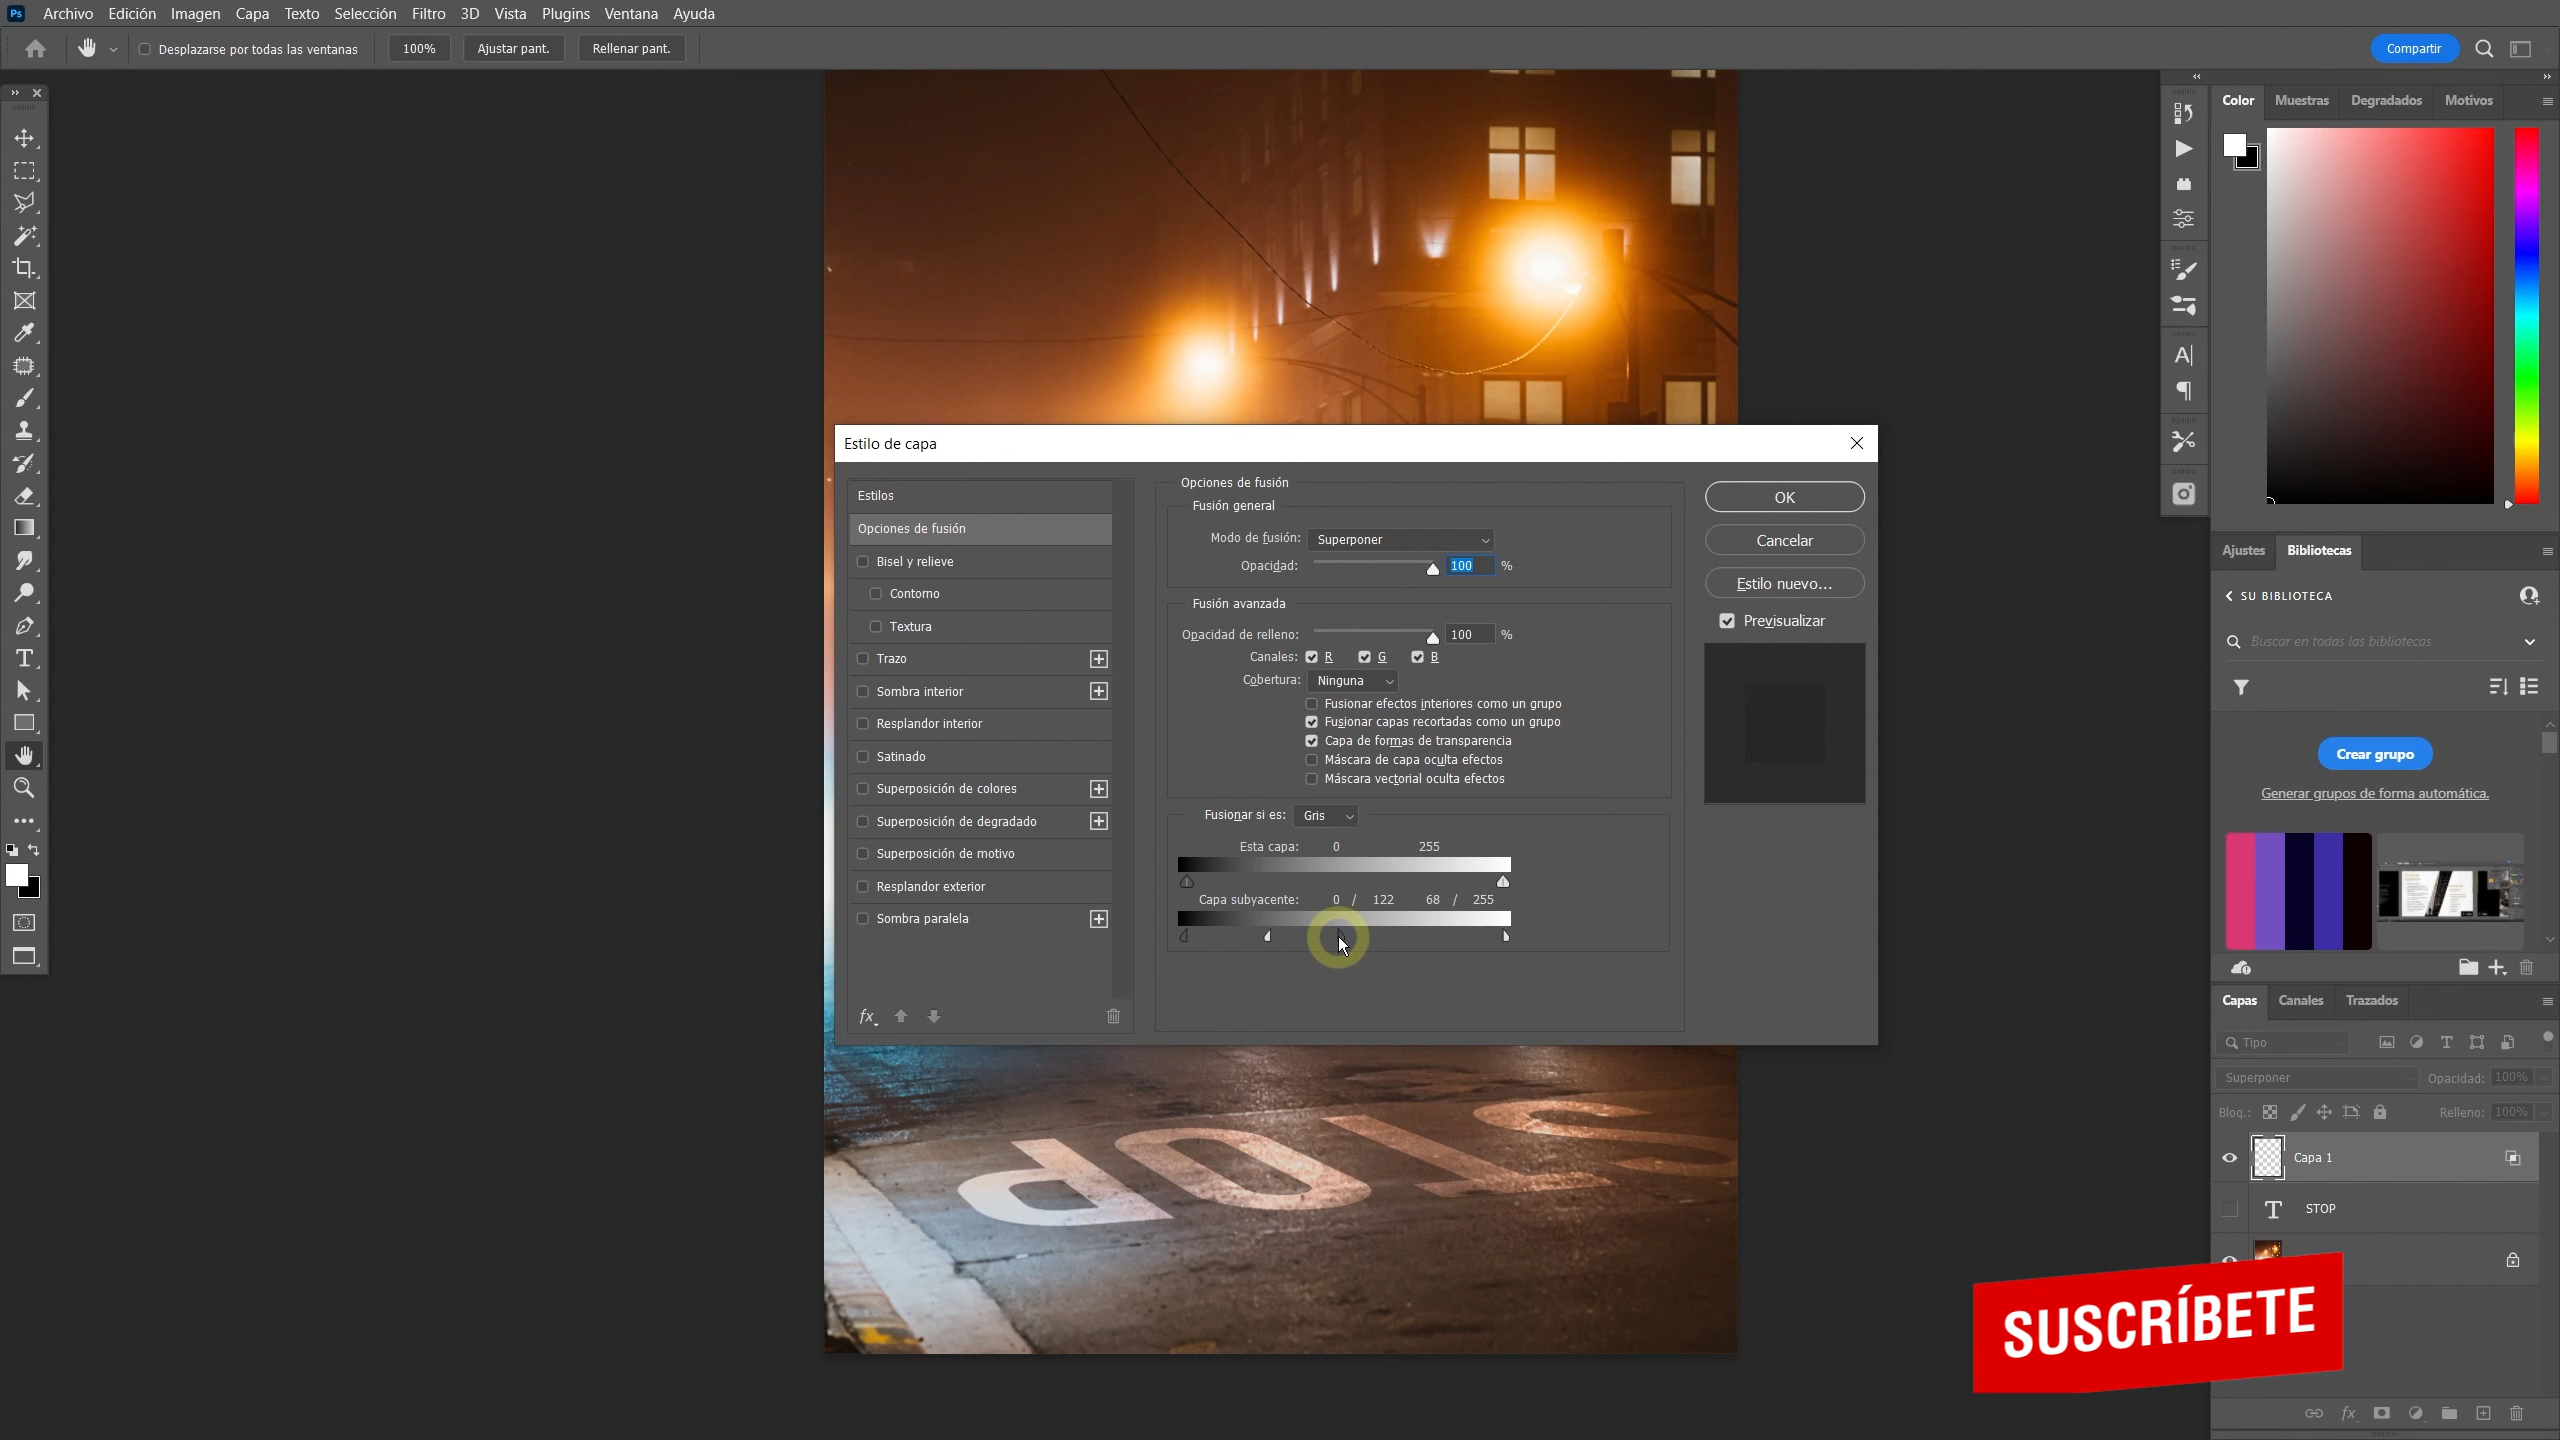 Ps Archivo Edición Imagen Capa Texto Selección Filtro 3D Vista Plugins Ventana Ayuda
Desplazarse por todas las ventanas 100% Ajustar pant. Rellenar pant. Compartir
Color Muestras Degradados Motivos
Estilo de capa
Estilos
Opciones de fusión
Bisel y relieve
Contorno
Textura
Trazo
Sombra interior
Resplandor interior
Satinado
Superposición de colores
Superposición de degradado
Superposición de motivo
Resplandor exterior
Sombra paralela
fx
Opciones de fusión
Fusión general
Modo de fusión: Superponer
Opacidad: 100 %
Fusión avanzada
Opacidad de relleno: 100 %
Canales: R G B
Cobertura: Ninguna
Fusionar efectos interiores como un grupo
Fusionar capas recortadas como un grupo
Capa de formas de transparencia
Máscara de capa oculta efectos
Máscara vectorial oculta efectos
Fusionar si es: Gris
Esta capa: 0 255
Capa subyacente: 0 / 122 68 / 255
OK
Cancelar
Estilo nuevo...
Previsualizar
Ajustes Bibliotecas
SU BIBLIOTECA
Buscar en todas las bibliotecas
Crear grupo
Generar grupos de forma automática.
Capas Canales Trazados
Tipo
Superponer Opacidad: 100%
Bloq.: Relleno: 100%
Capa 1
T STOP
STOP
SUSCRÍBETE
fx